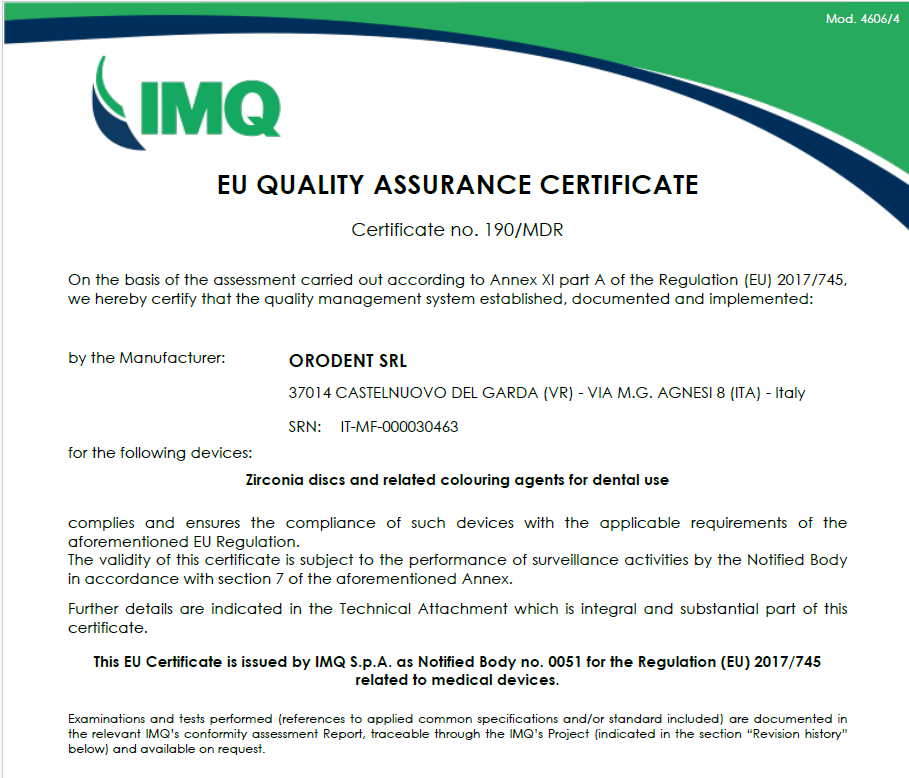 Mod. 4606/4
IMQ
EU QUALITY ASSURANCE CERTIFICATE
Certificate no. 190/MDR
On the basis of the assessment carried out according to Annex XI part A of the Regulation (EU) 2017/745,
we hereby certify that the quality management system established, documented and implemented:
by the Manufacturer:
ORODENT SRL
37014 CASTELNUOVO DEL GARDA (VR) - VIA M.G. AGNESI 8 (ITA) - Italy
SRN: IT-MF-000030463
for the following devices:
Zirconia discs and related colouring agents for dental use
complies and ensures the compliance of such devices with the applicable requirements of the
aforementioned EU Regulation.
The validity of this certificate is subject to the performance of surveillance activities by the Notified Body
in accordance with section 7 of the aforementioned Annex.
Further details are indicated in the Technical Attachment which is integral and substantial part of this
certificate.
This EU Certificate is issued by IMQ S.p.A. as Notified Body no. 0051 for the Regulation (EU) 2017/745
related to medical devices.
Examinations and tests performed (references to applied common specifications and/or standard included) are documented in
the relevant IMQ's conformity assessment Report, traceable through the IMQ's Project (indicated in the section "Revision history"
below) and available on request.